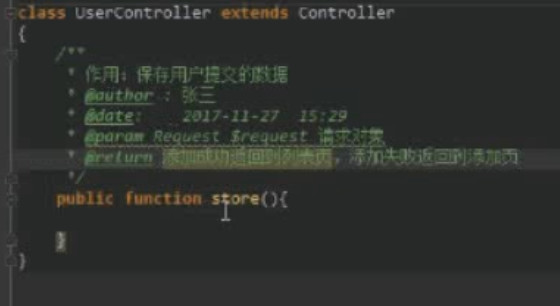 class UserController extends Controller
{
/**
* 作用：保存用户提交的数据
* @author : 张三
* @date: 2017-11-27 15:29
* @param Request $request 请求对象
* @return 添加成功返回到列表页，添加失败返回到添加页
*/
public function store(){
}
}